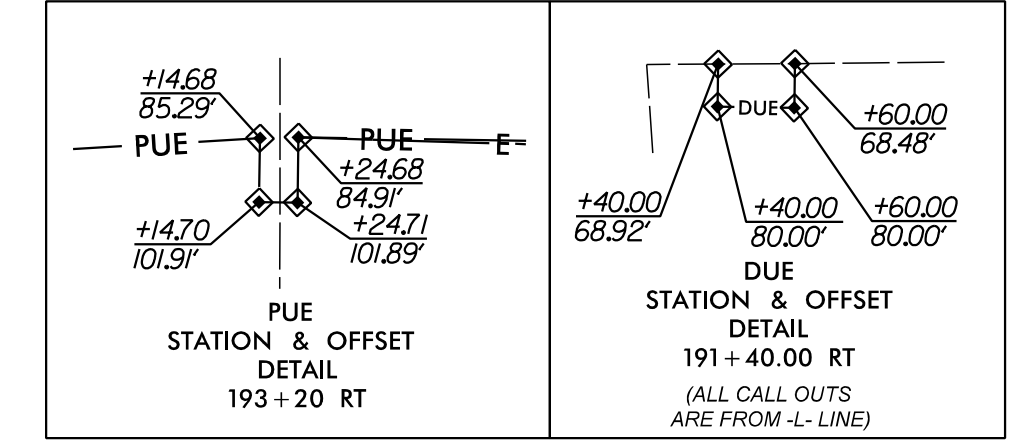 +14.68
85.29'
PUE
PUE
E
+24.68
84.91'
+14.70
101.91'
+24.71
101.89'
PUE
STATION & OFFSET
DETAIL
193+20 RT
DUE
+60.00
68.48'
+40.00
68.92'
+40.00
80.00'
+60.00
80.00'
DUE
STATION & OFFSET
DETAIL
191+40.00 RT
(ALL CALL OUTS
ARE FROM -L- LINE)